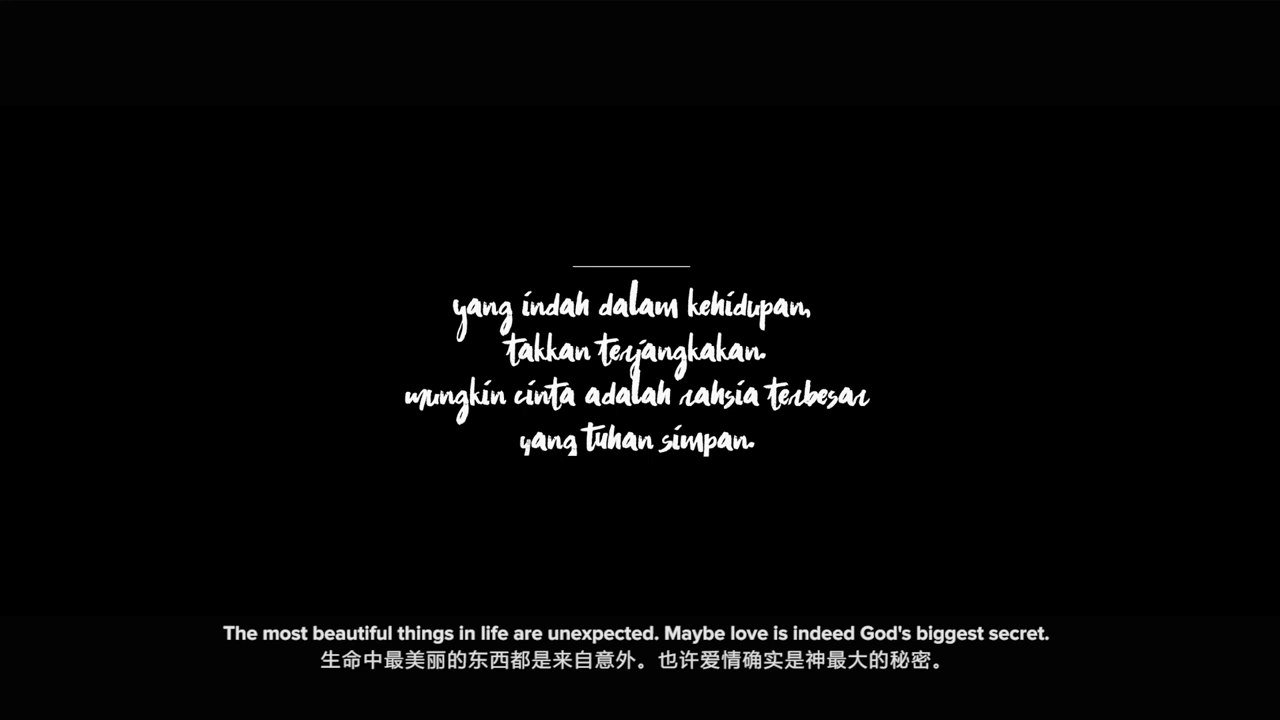 yang indah dalam kehidupan,
takkan terjangkakan.
mungkin cinta adalah rahsia terbesar
yang tuhan simpan.
The most beautiful things in life are unexpected. Maybe love is indeed God's biggest secret.
生命中最美丽的东西都是来自意外。也许爱情确实是神最大的秘密。